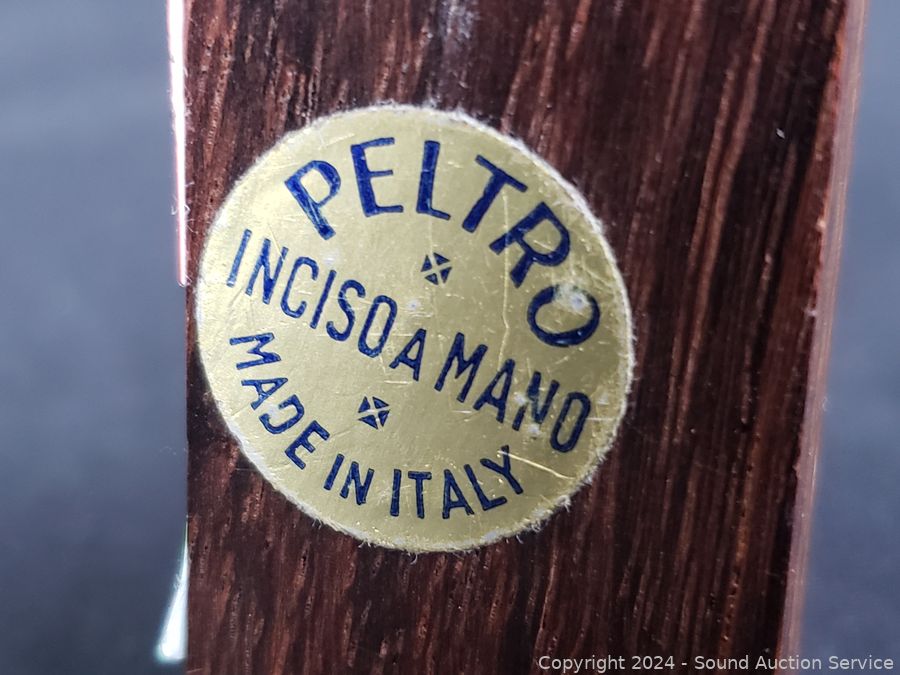 PELTRO
INCISO A MANO
MADE IN ITALY
Copyright 2024 - Sound Auction Service